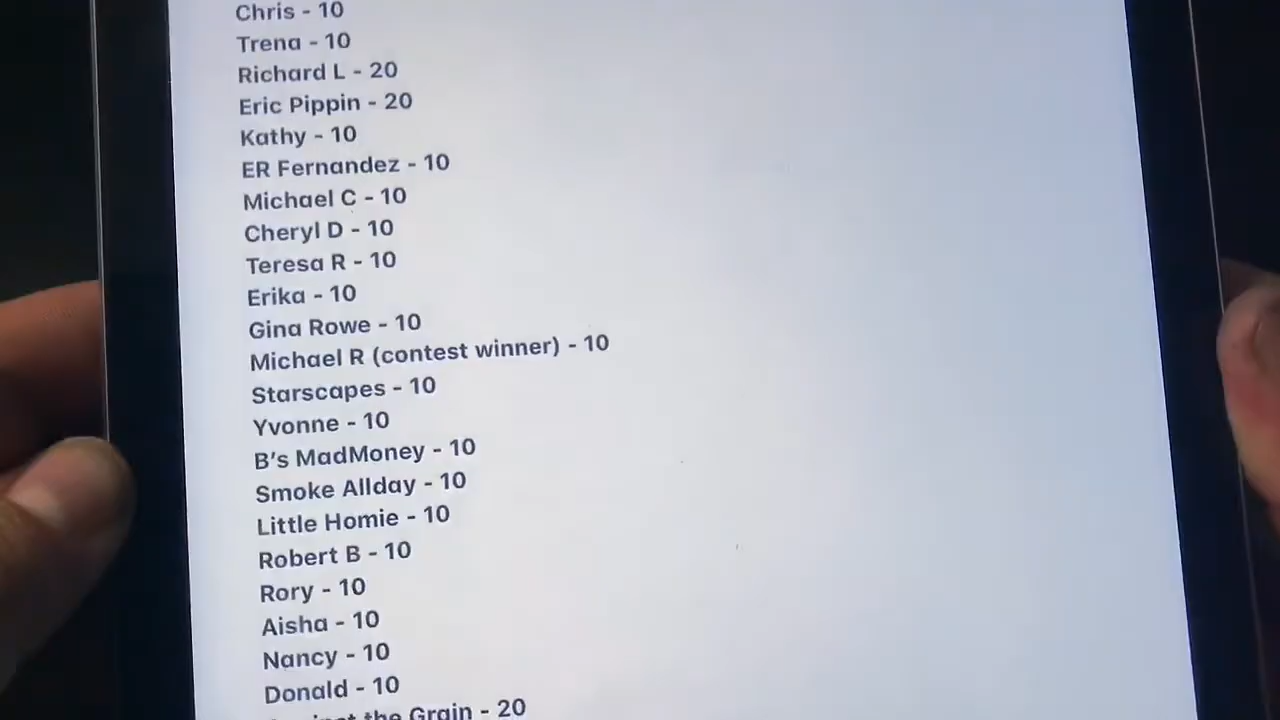 Chris - 10
Trena - 10
Richard L - 20
Eric Pippin - 20
Kathy - 10
ER Fernandez - 10
Michael C - 10
Cheryl D - 10
Teresa R - 10
Erika - 10
Gina Rowe - 10
Michael R (contest winner) - 10
Starscapes - 10
Yvonne - 10
B's MadMoney - 10
Smoke Allday - 10
Little Homie - 10
Robert B - 10
Rory - 10
Aisha - 10
Nancy - 10
Donald - 10
the Grain - 20